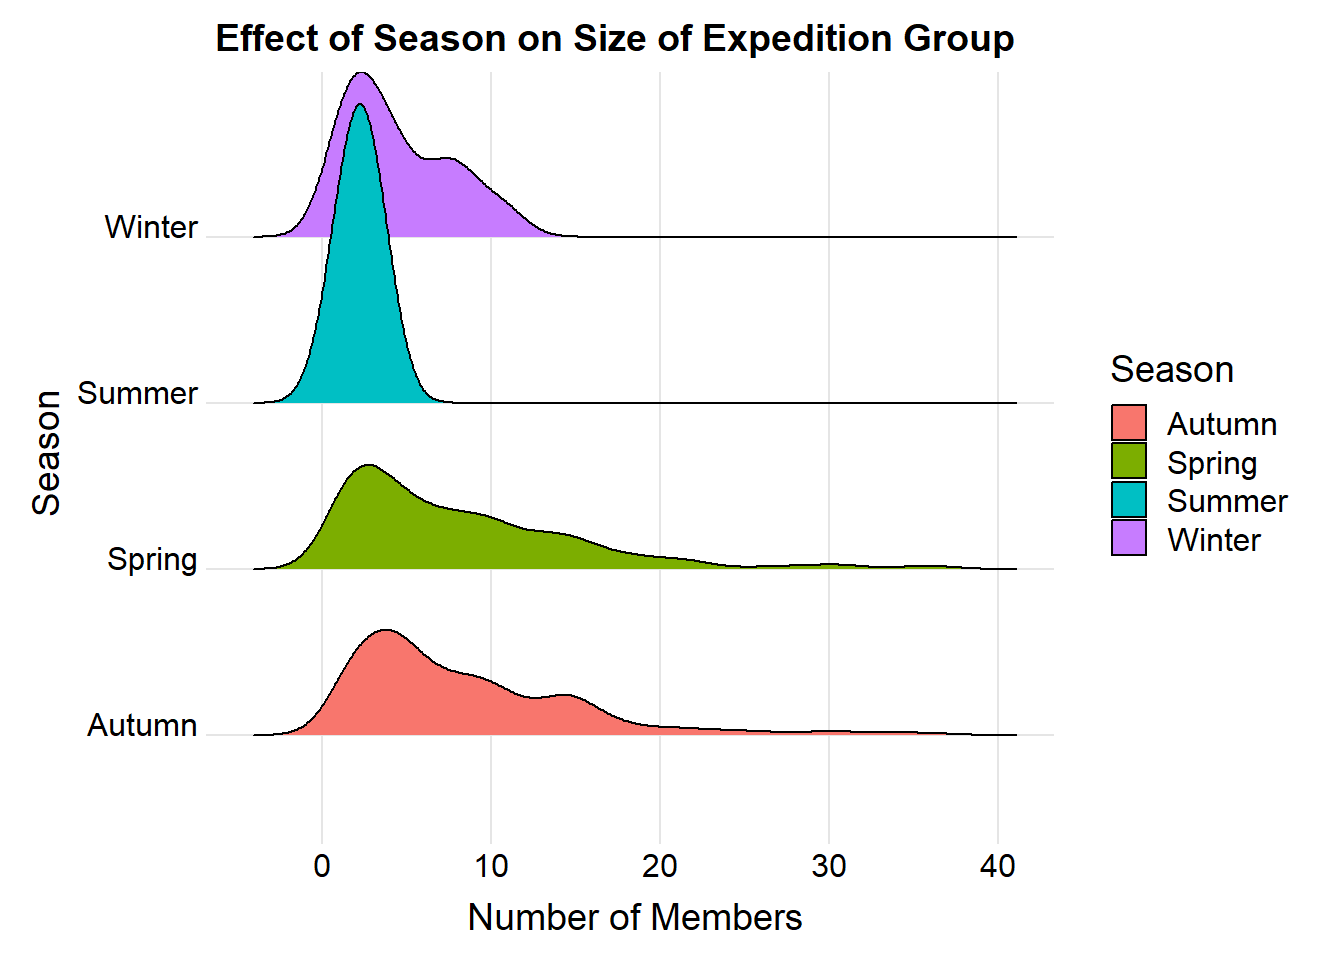 Effect of Season on Size of Expedition Group
Season
Winter
Summer
Spring
Autumn
0 10 20 30 40
Number of Members
Season
Autumn
Spring
Summer
Winter